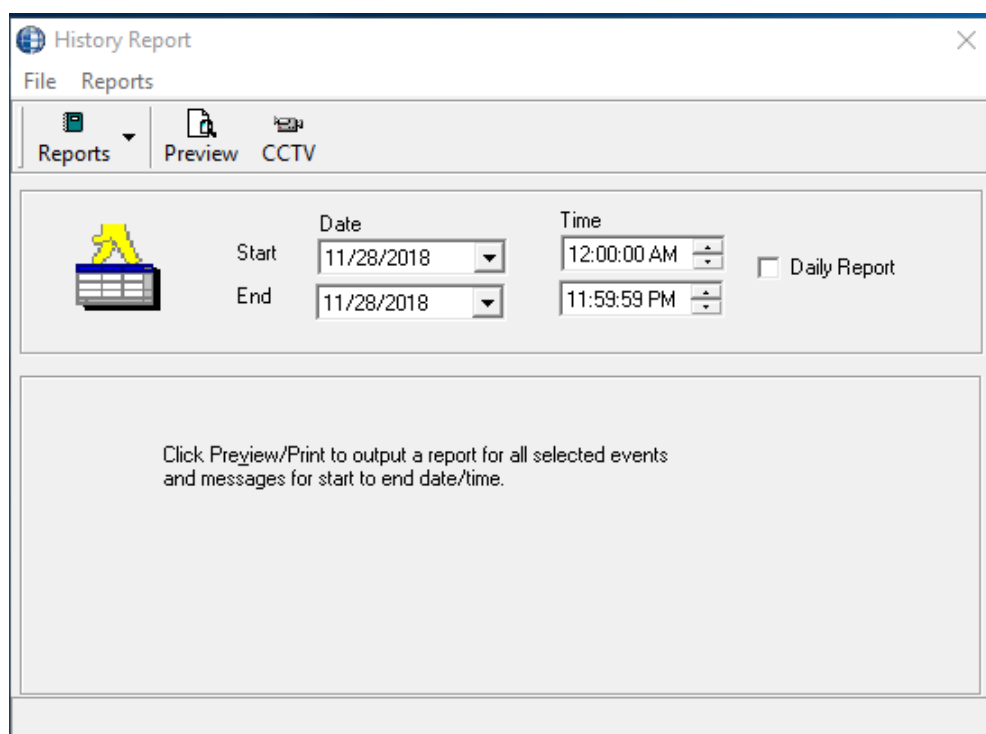 History Report
File Reports
Reports Preview CCTV
Date Time
Start 11/28/2018 12:00:00 AM Daily Report
End 11/28/2018 11:59:59 PM
Click Preview/Print to output a report for all selected events
and messages for start to end date/time.